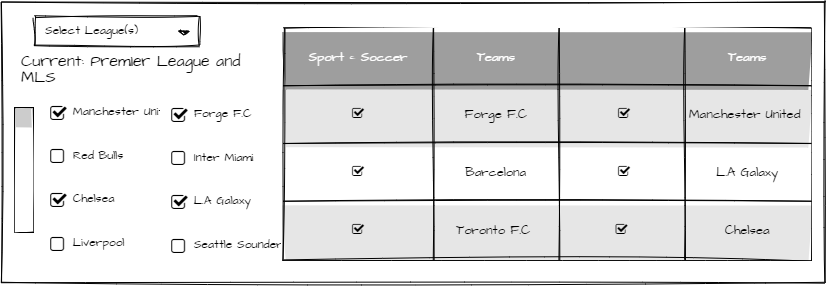 Select League(s)
Current: Premier League and
MLS
Manchester Uni
Forge F.C
Red Bulls
Inter Miami
Chelsea
L.A Galaxy
Liverpool
Seattle Sounder
Sport = Soccer
Teams
Teams
Forge F.C
Manchester United
Barcelona
L.A Galaxy
Toronto F.C
Chelsea